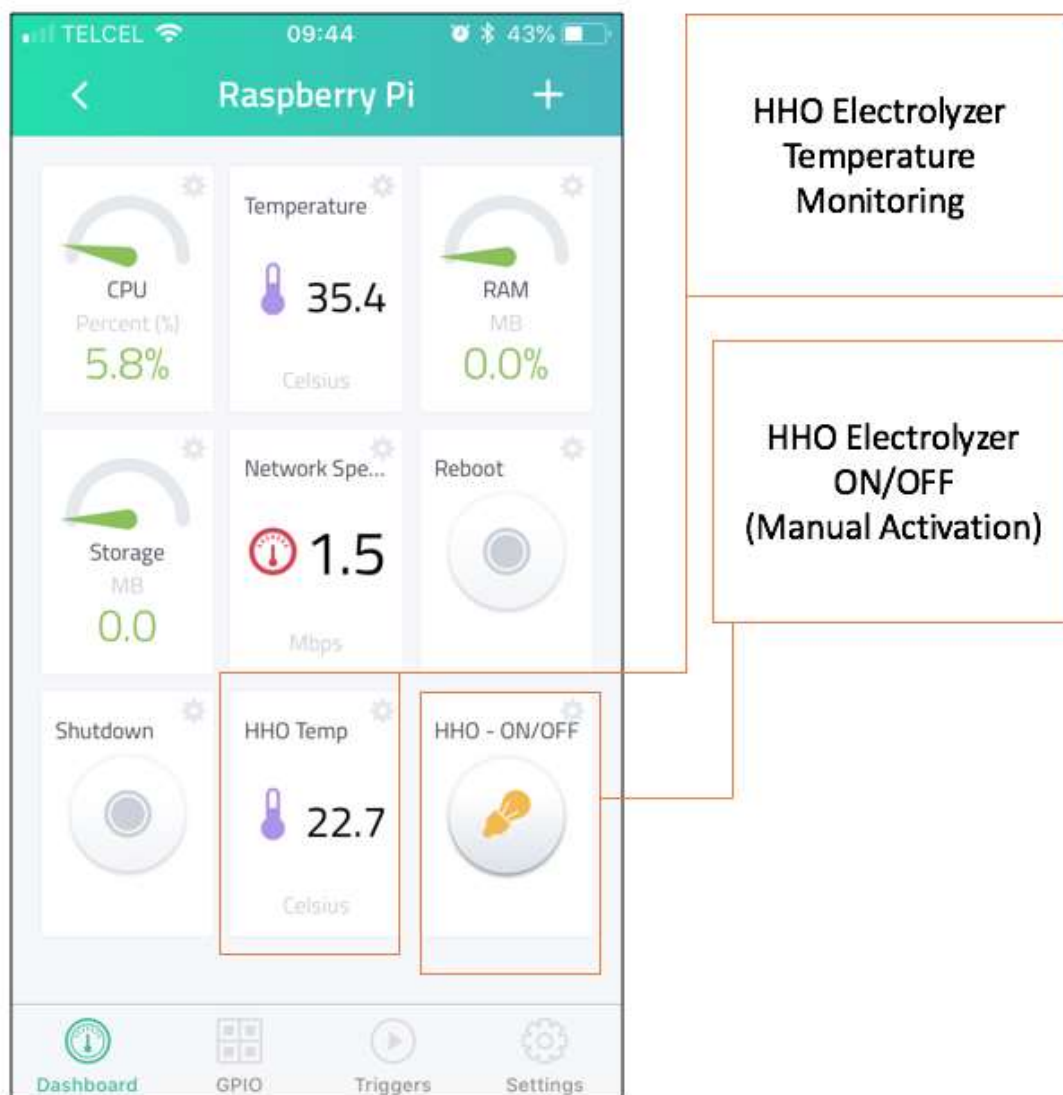 TELCEL 09:44 43%
Raspberry Pi
CPU
Percent (%)
5.8%
Temperature
35.4
Celsius
RAM
MB
0.0%
Storage
MB
0.0
Network Spe...
1.5
Mbps
Reboot
Shutdown
HHO Temp
22.7
Celsius
HHO - ON/OFF
Dashboard GPIO Triggers Settings
HHO Electrolyzer
Temperature
Monitoring
HHO Electrolyzer
ON/OFF
(Manual Activation)